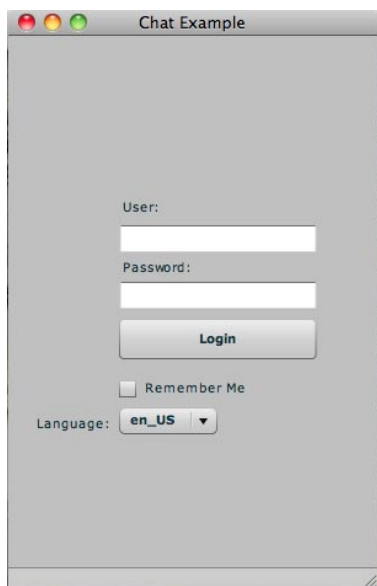 Chat Example
User:
Password:
Login
Remember Me
Language: en_US